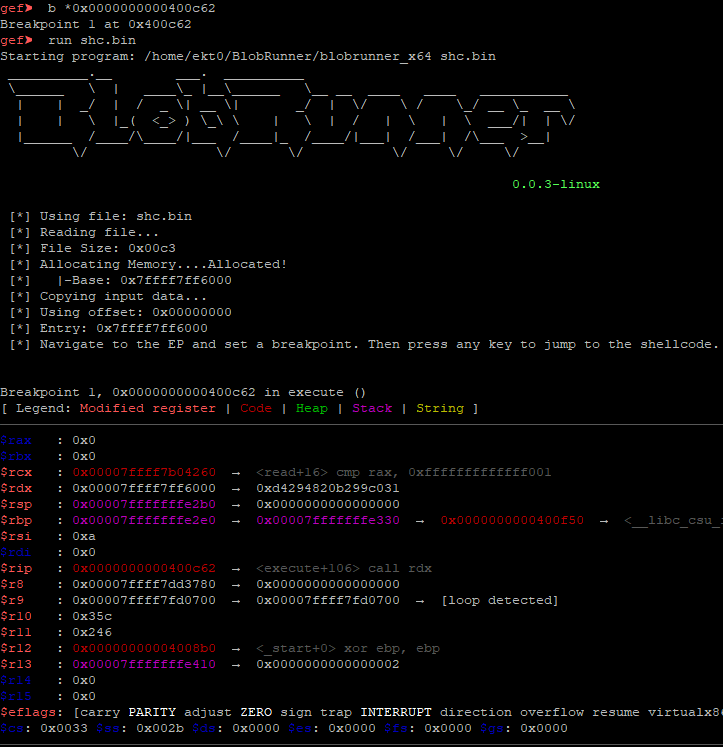 gef➤  b *0x0000000000400c62
Breakpoint 1 at 0x400c62
gef➤  run shc.bin
Starting program: /home/ekt0/BlobRunner/blobrunner_x64 shc.bin
0.0.3-linux
[*] Using file: shc.bin
[*] Reading file...
[*] File Size: 0x00c3
[*] Allocating Memory....Allocated!
[*]   |-Base: 0x7ffff7ff6000
[*] Copying input data...
[*] Using offset: 0x00000000
[*] Entry: 0x7ffff7ff6000
[*] Navigate to the EP and set a breakpoint. Then press any key to jump to the shellcode.
Breakpoint 1, 0x0000000000400c62 in execute ()
[ Legend: Modified register | Code | Heap | Stack | String ]
$rax   : 0x0
$rbx   : 0x0
$rcx   : 0x00007ffff7b04260  →  <read+16> cmp rax, 0xfffffffffffff001
$rdx   : 0x00007ffff7ff6000  →  0xd4294820b299c031
$rsp   : 0x00007fffffffe2b0  →  0x0000000000000000
$rbp   : 0x00007fffffffe2e0  →  0x00007fffffffe330  →  0x0000000000400f50  →  <__libc_csu_
$rsi   : 0xa
$rdi   : 0x0
$rip   : 0x0000000000400c62  →  <execute+106> call rdx
$r8    : 0x00007ffff7dd3780  →  0x0000000000000000
$r9    : 0x00007ffff7fd0700  →  0x00007ffff7fd0700  →  [loop detected]
$r10   : 0x35c
$r11   : 0x246
$r12   : 0x00000000004008b0  →  <_start+0> xor ebp, ebp
$r13   : 0x00007fffffffe410  →  0x0000000000000002
$r14   : 0x0
$r15   : 0x0
$eflags: [carry PARITY adjust ZERO sign trap INTERRUPT direction overflow resume virtualx86
$cs: 0x0033 $ss: 0x002b $ds: 0x0000 $es: 0x0000 $fs: 0x0000 $gs: 0x0000